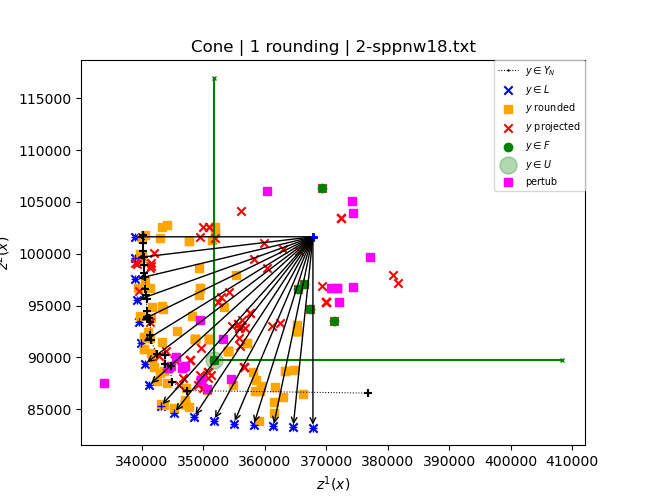 Cone | 1 rounding | 2-sppnw18.txt
y ∈ Y_N
y ∈ L
y rounded
y projected
y ∈ F
y ∈ U
pertub
115000
110000
105000
100000
95000
90000
85000
z²(x)
340000 350000 360000 370000 380000 390000 400000 410000
z¹(x)